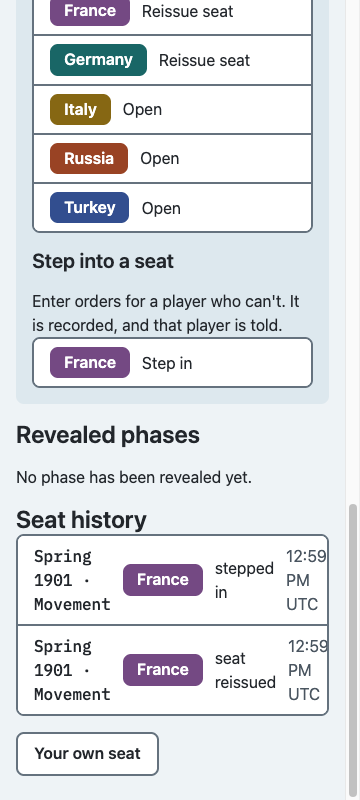 France Reissue seat
Germany Reissue seat
Italy Open
Russia Open
Turkey Open
Step into a seat
Enter orders for a player who can't. It
is recorded, and that player is told.
France Step in
Revealed phases
No phase has been revealed yet.
Seat history
Spring
1901 ·
Movement
France
stepped
in
12:59
PM
UTC
Spring
1901 ·
Movement
France
seat
reissued
12:59
PM
UTC
Your own seat